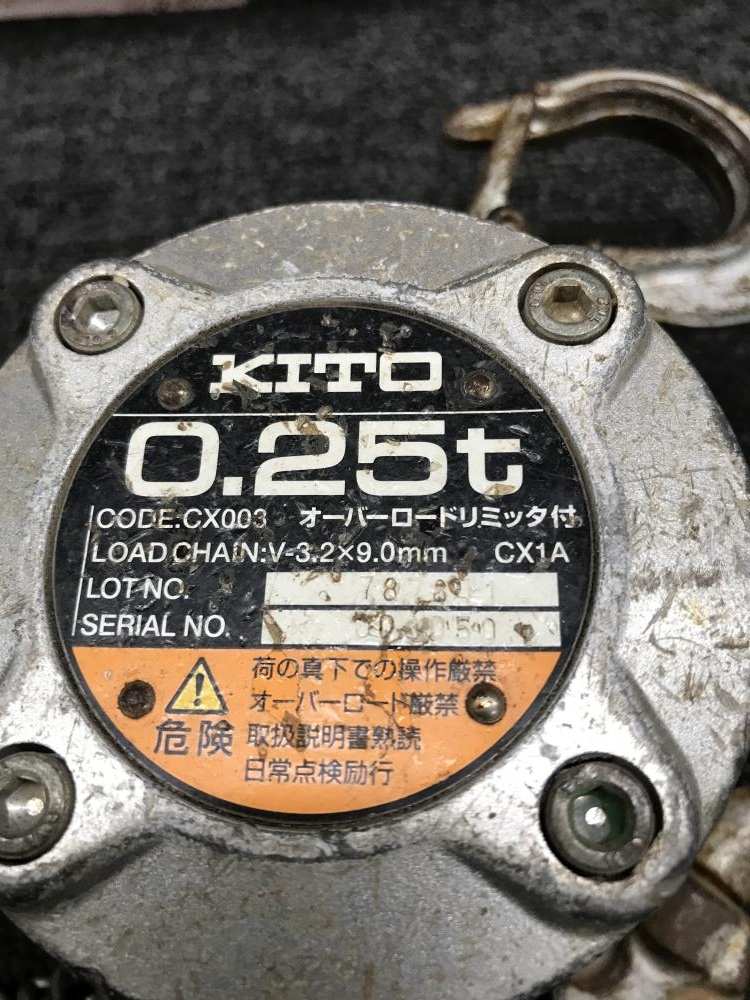 KITO
0.25t
CODE.CX003 オーバーロードリミッタ付
LOAD CHAIN:V-3.2×9.0mm CX1A
LOT NO.
SERIAL NO.
荷の真下での操作厳禁
オーバーロード厳禁
危険 取扱説明書熟読
日常点検励行